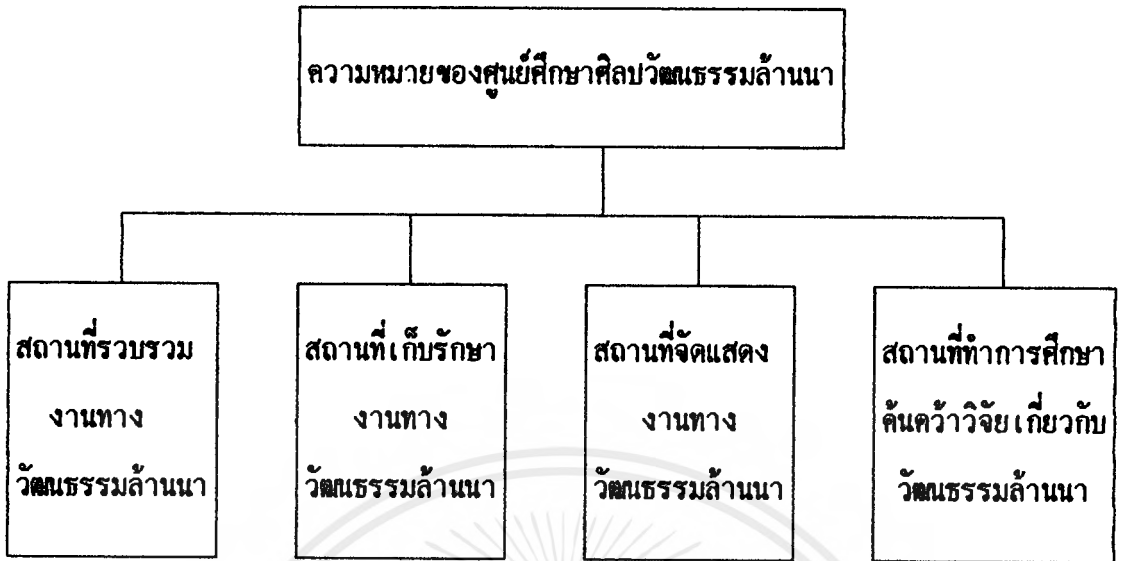 ความหมายของศูนย์ศึกษาศิลปวัฒนธรรมล้านนา
สถานที่รวบรวม
งานทาง
วัฒนธรรมล้านนา
สถานที่เก็บรักษา
งานทาง
วัฒนธรรมล้านนา
สถานที่จัดแสดง
งานทาง
วัฒนธรรมล้านนา
สถานที่ทำการศึกษา
ค้นคว้าวิจัยเกี่ยวกับ
วัฒนธรรมล้านนา